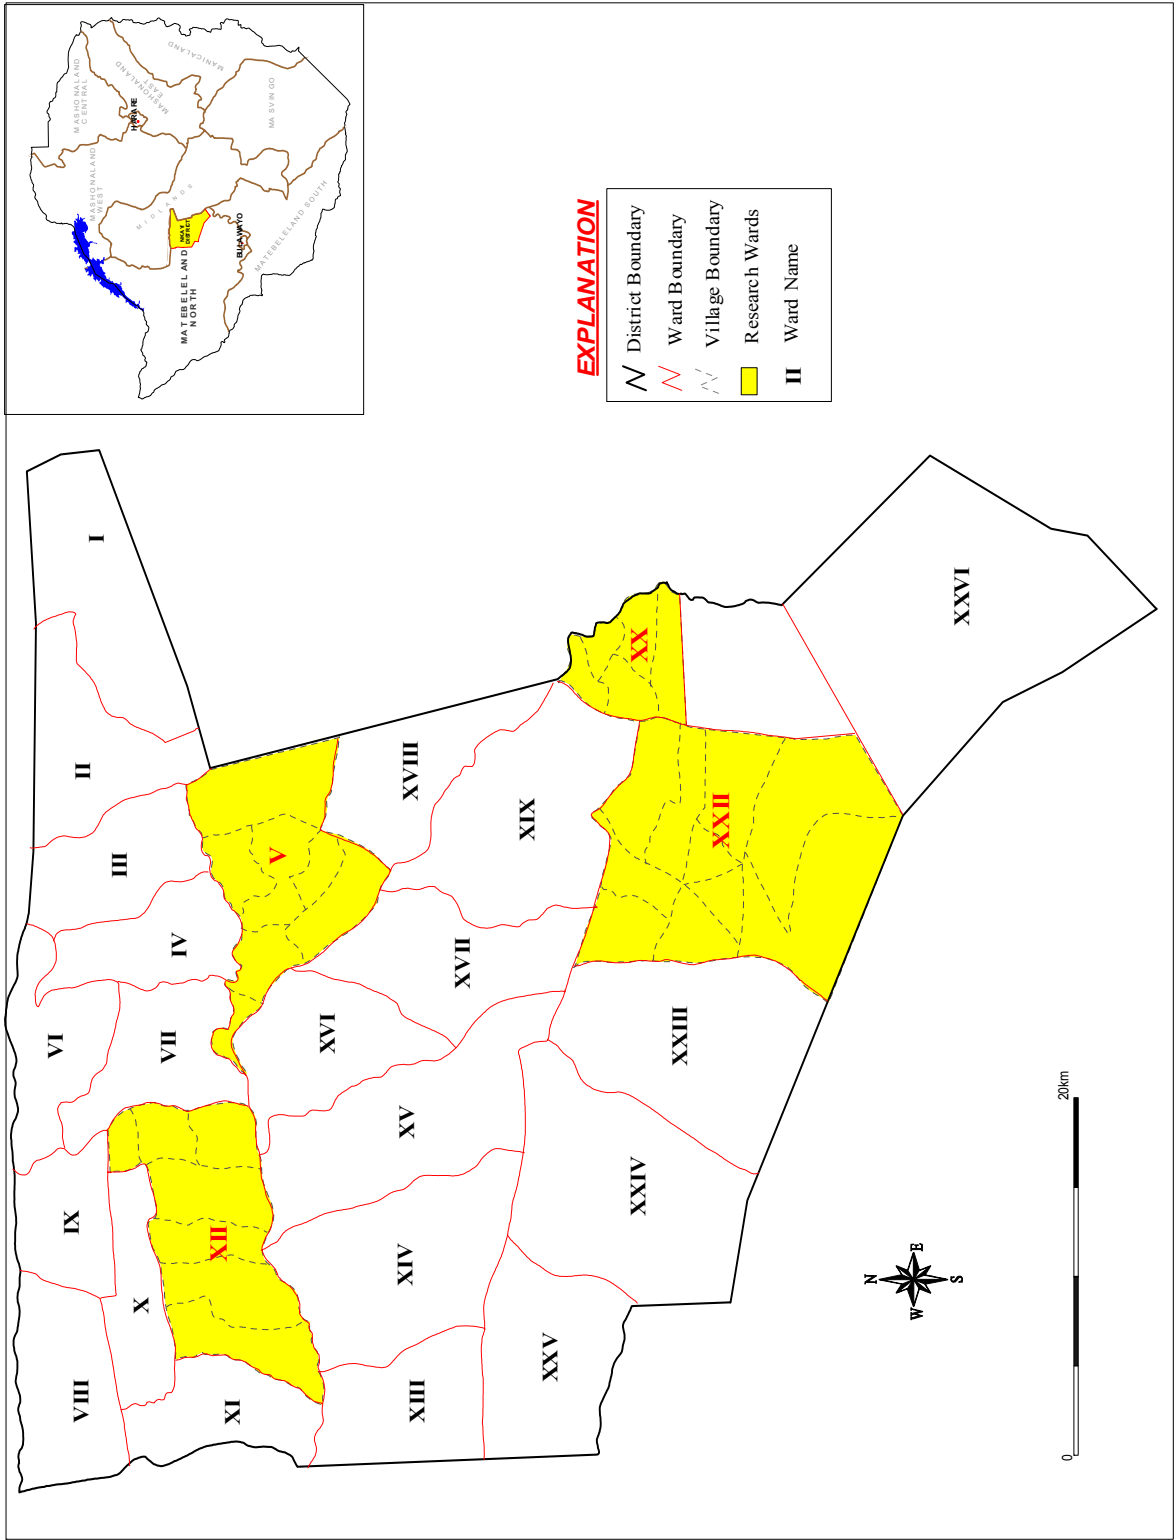 MASHONALAND
CENTRAL
MASHONALAND
WEST
MASHONALAND
EAST
MANICALAND
HARARE
MIDLANDS
MASVINGO
MATEBELELAND
NORTH
NKAYI
DISTRICT
BULAWAYO
MATEBELELAND SOUTH
EXPLANATION
District Boundary
Ward Boundary
Village Boundary
Research Wards
II Ward Name
I
II
III
IV
V
VI
VII
VIII
IX
X
XI
XII
XIII
XIV
XV
XVI
XVII
XVIII
XIX
XX
XXII
XXIII
XXIV
XXV
XXVI
N
W
E
S
0
20km